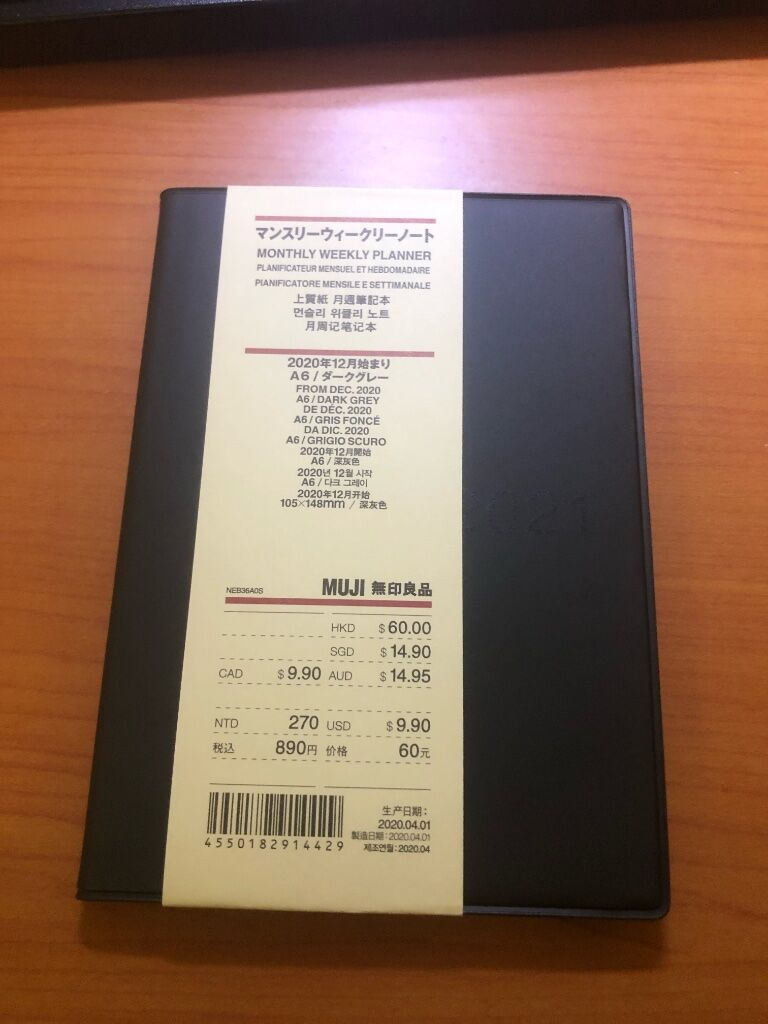 マンスリーウィークリーノート
MONTHLY WEEKLY PLANNER
PLANIFICATEUR MENSUEL ET HEBDOMADAIRE
PIANIFICATORE MENSILE E SETTIMANALE
上質紙 月週筆記本
먼슬리 위클리 노트
月周记笔记本
2020年12月始まり
A6 / ダークグレー
FROM DEC. 2020
A6 / DARK GREY
DE DÉC. 2020
A6 / GRIS FONCÉ
DA DIC. 2020
A6 / GRIGIO SCURO
2020年12月開始
A6 / 深灰色
2020년 12월 시작
A6 / 다크 그레이
2020年12月开始
105×148mm / 深灰色
2021
NEB36A0S MUJI 無印良品
HKD $ 60.00
SGD $ 14.90
CAD $ 9.90 AUD $ 14.95
NTD 270 USD $ 9.90
税込 890円 价格 60元
生产日期：
2020.04.01
製造日期：2020.04.01
제조연월：2020.04
4550182914429